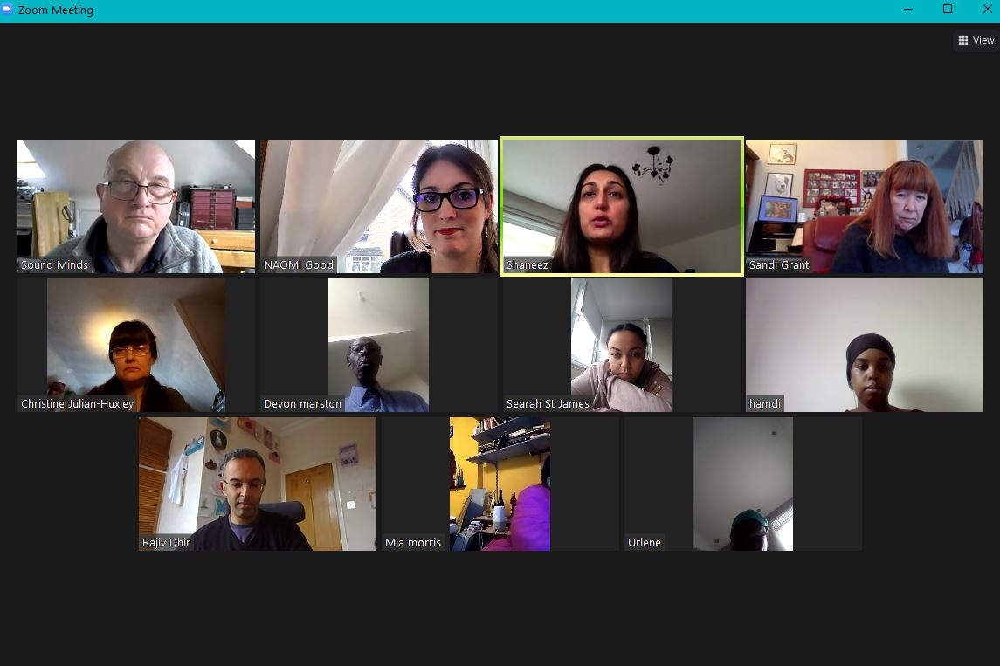 Zoom Meeting
View
Sound Minds
NAOMI Good
Shaneez
Sandi Grant
Christine Julian-Huxley
Devon marston
Searah St James
hamdi
Rajiv Dhir
Mia morris
Urlene